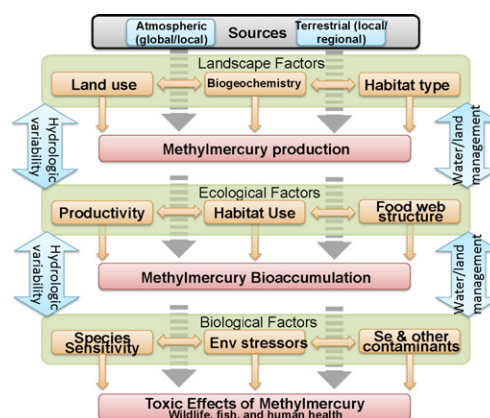 Atmospheric
(global/local)
Sources
Terrestrial (local/
regional)
Landscape Factors
Land use
Biogeochemistry
Habitat type
Hydrologic
variability
Water/land
management
Methylmercury production
Ecological Factors
Productivity
Habitat Use
Food web
structure
Hydrologic
variability
Water/land
management
Methylmercury Bioaccumulation
Biological Factors
Species
Sensitivity
Env stressors
Se & other
contaminants
Toxic Effects of Methylmercury
Wildlife, fish, and human health